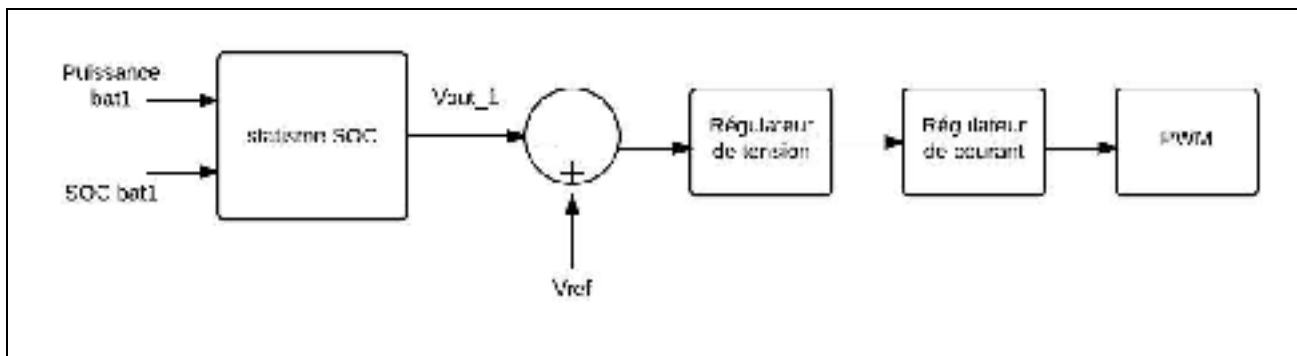 Puissance
bat1
SOC bat1
statisme SOC
Vout_1
+
Vref
Régulateur
de tension
Régulateur
de courant
PWM